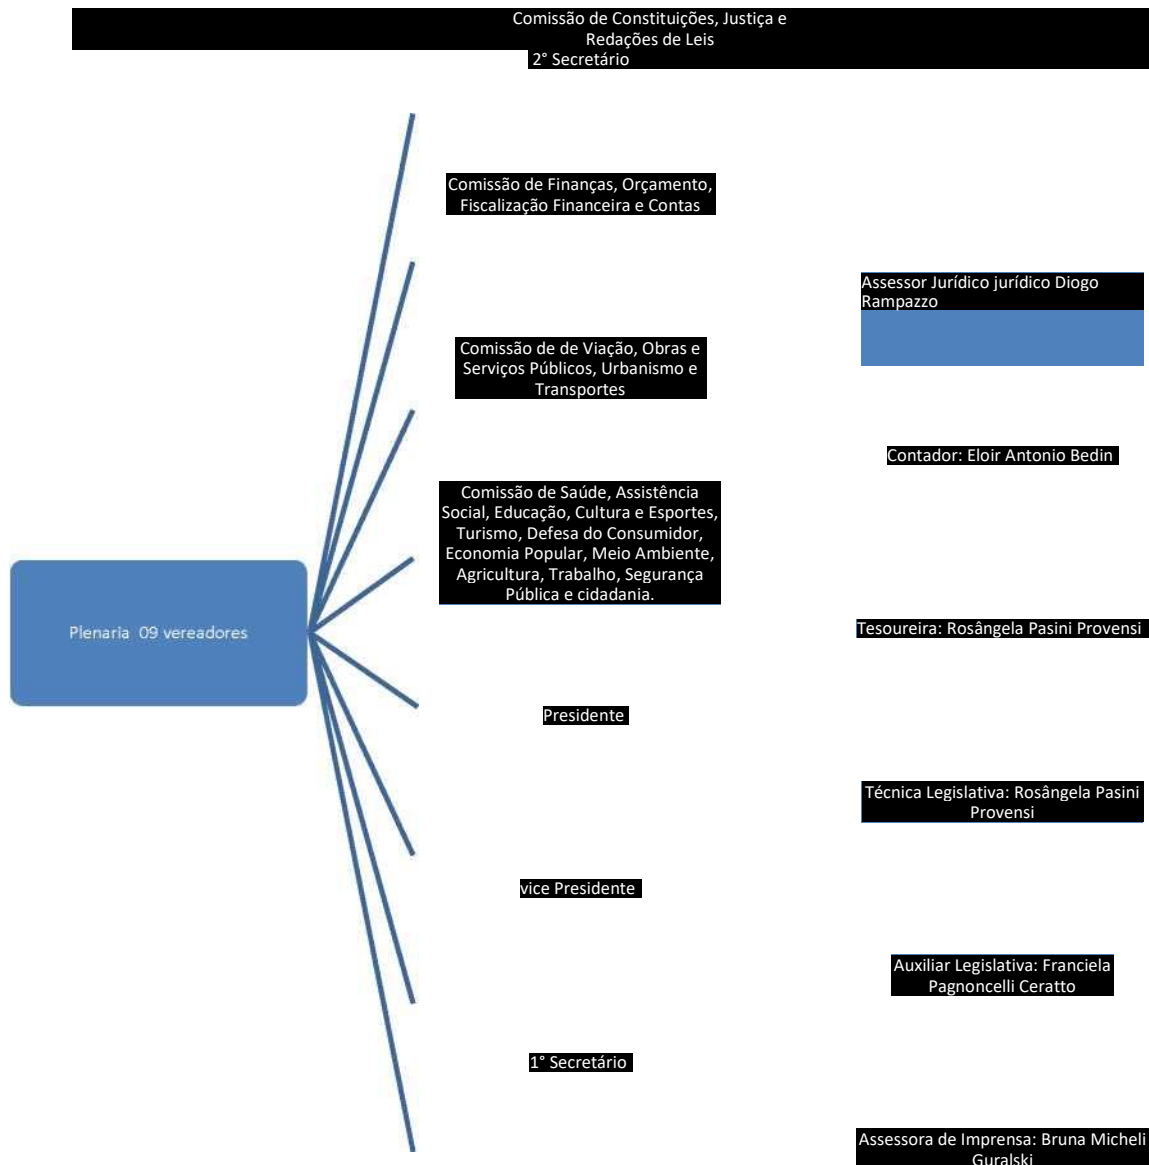 Comissão de Constituições, Justiça e
Redações de Leis
2° Secretário
Comissão de Finanças, Orçamento,
Fiscalização Financeira e Contas
Comissão de de Viação, Obras e
Serviços Públicos, Urbanismo e
Transportes
Comissão de Saúde, Assistência
Social, Educação, Cultura e Esportes,
Turismo, Defesa do Consumidor,
Economia Popular, Meio Ambiente,
Agricultura, Trabalho, Segurança
Pública e cidadania.
Plenaria 09 vereadores
Presidente
vice Presidente
1° Secretário
Assessor Jurídico jurídico Diogo
Rampazzo
Contador: Eloir Antonio Bedin
Tesoureira: Rosângela Pasini Provensi
Técnica Legislativa: Rosângela Pasini
Provensi
Auxiliar Legislativa: Franciela
Pagnoncelli Ceratto
Assessora de Imprensa: Bruna Micheli
Guralski